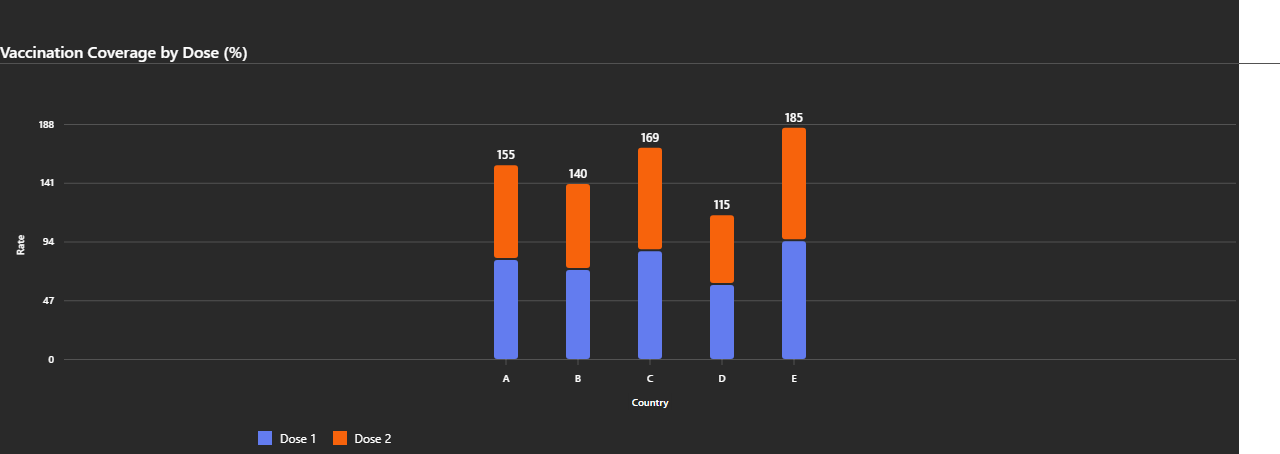 Vaccination Coverage by Dose (%)
188
141
94
47
0
Rate
155
140
169
115
185
A B C D E
Country
Dose 1 Dose 2